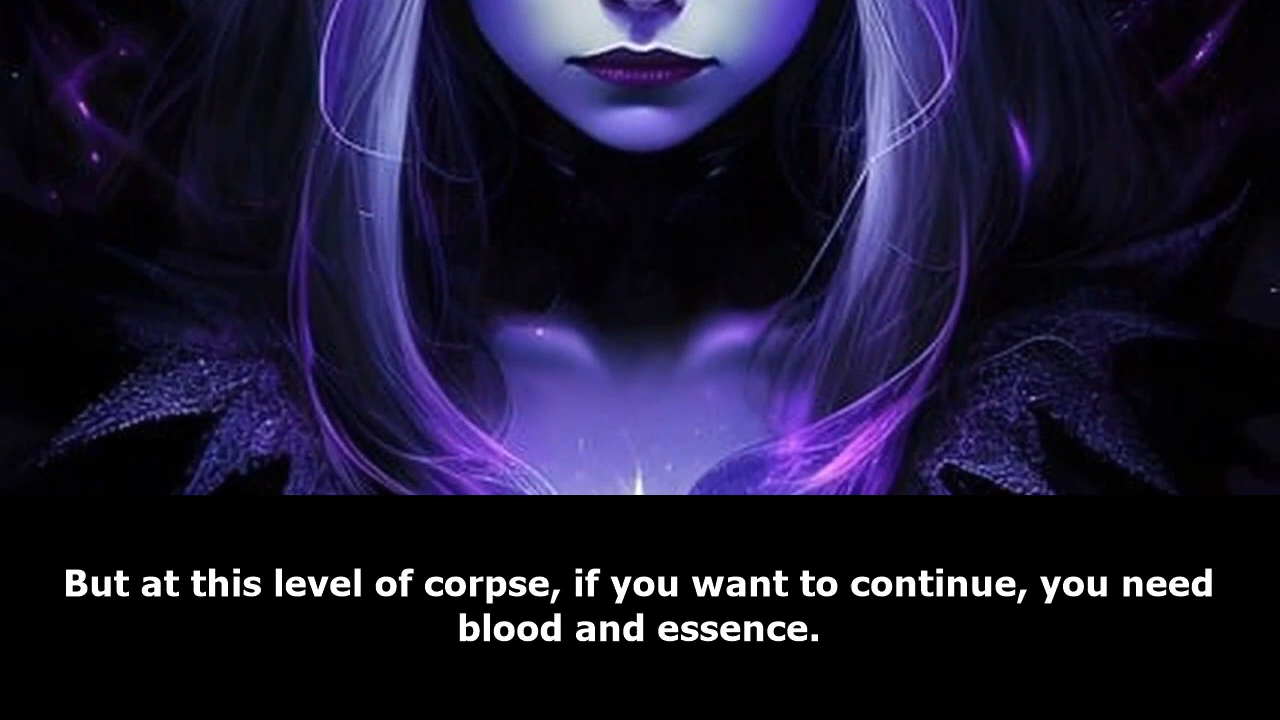 But at this level of corpse, if you want to continue, you need
blood and essence.